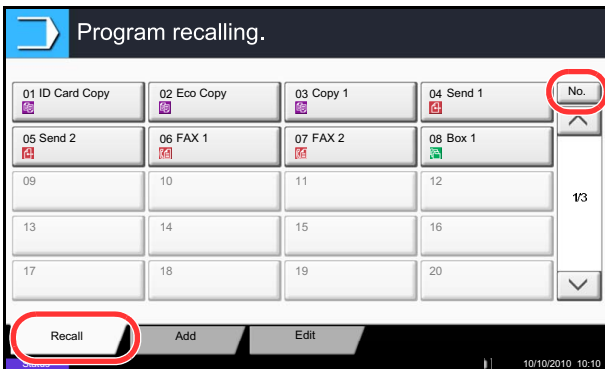 Program recalling.
01 ID Card Copy 02 Eco Copy 03 Copy 1 04 Send 1 No.
05 Send 2 06 FAX 1 07 FAX 2 08 Box 1
09 10 11 12
1/3
13 14 15 16
17 18 19 20
Recall Add Edit
Status 10/10/2010 10:10